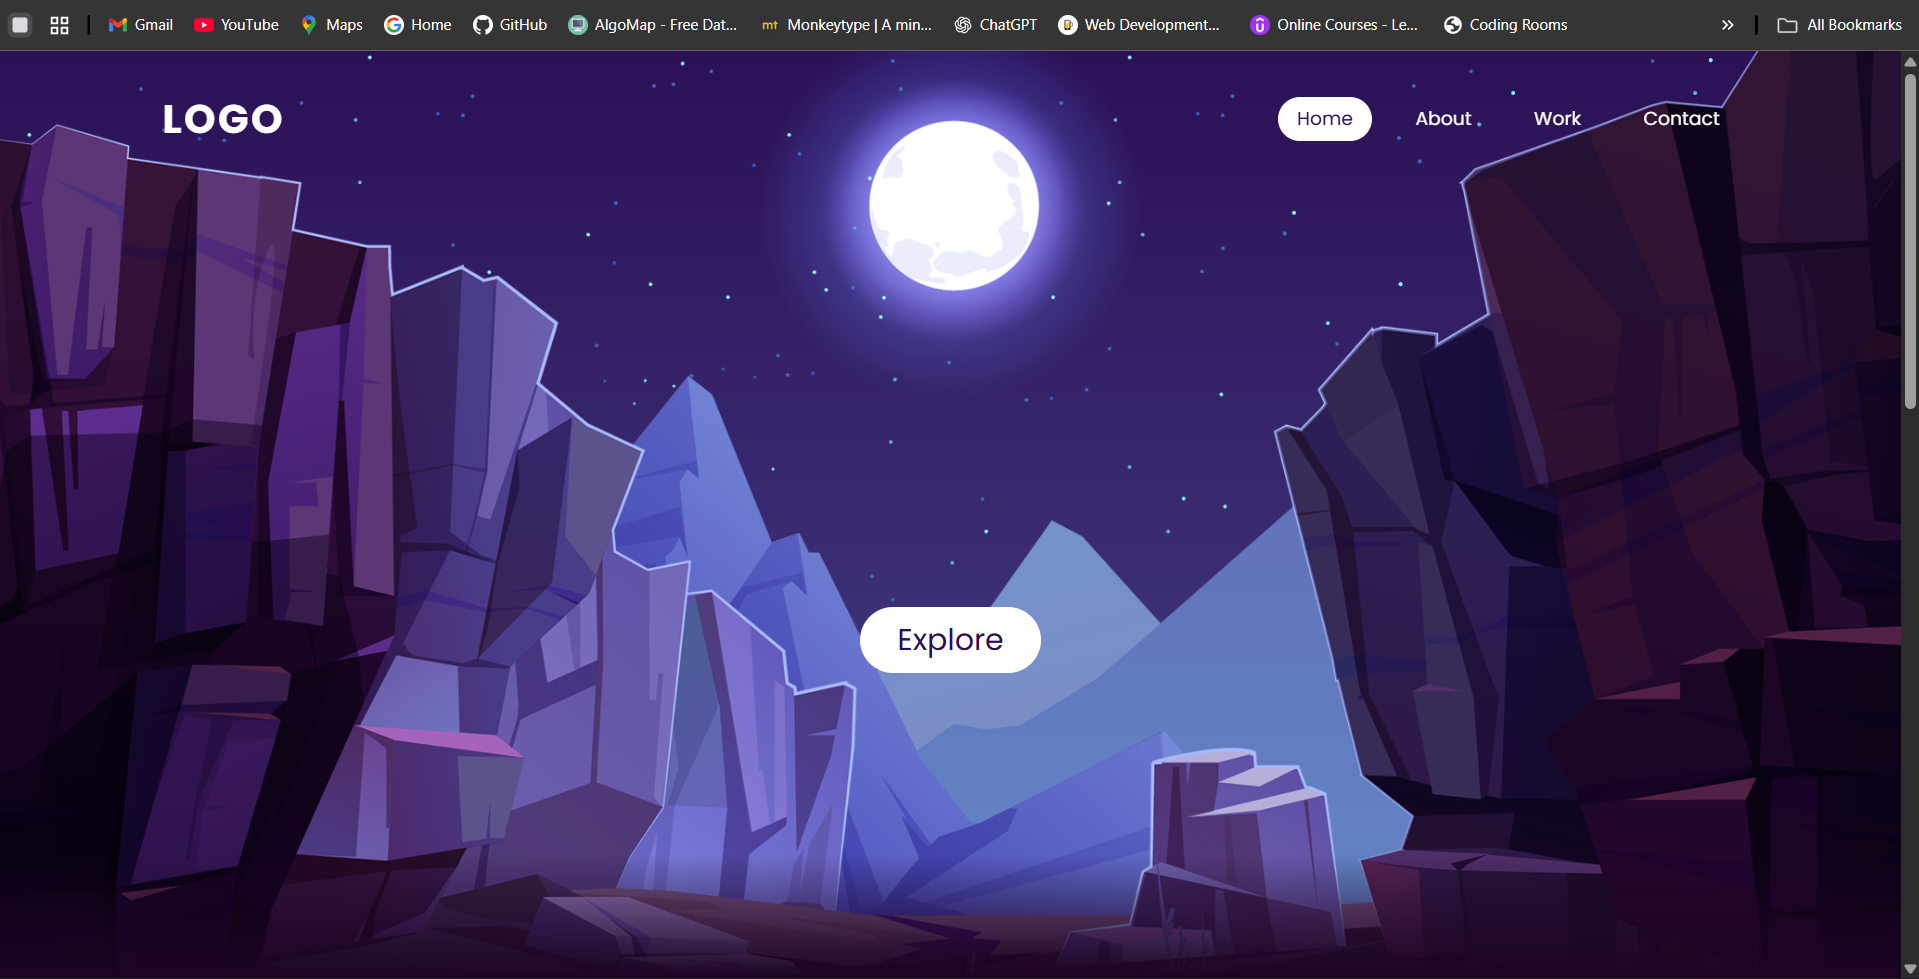 Gmail YouTube Maps Home GitHub AlgoMap - Free Dat... mt Monkeytype | A min... ChatGPT Web Development... Online Courses - Le... Coding Rooms » All Bookmarks
LOGO Home About Work Contact
Explore